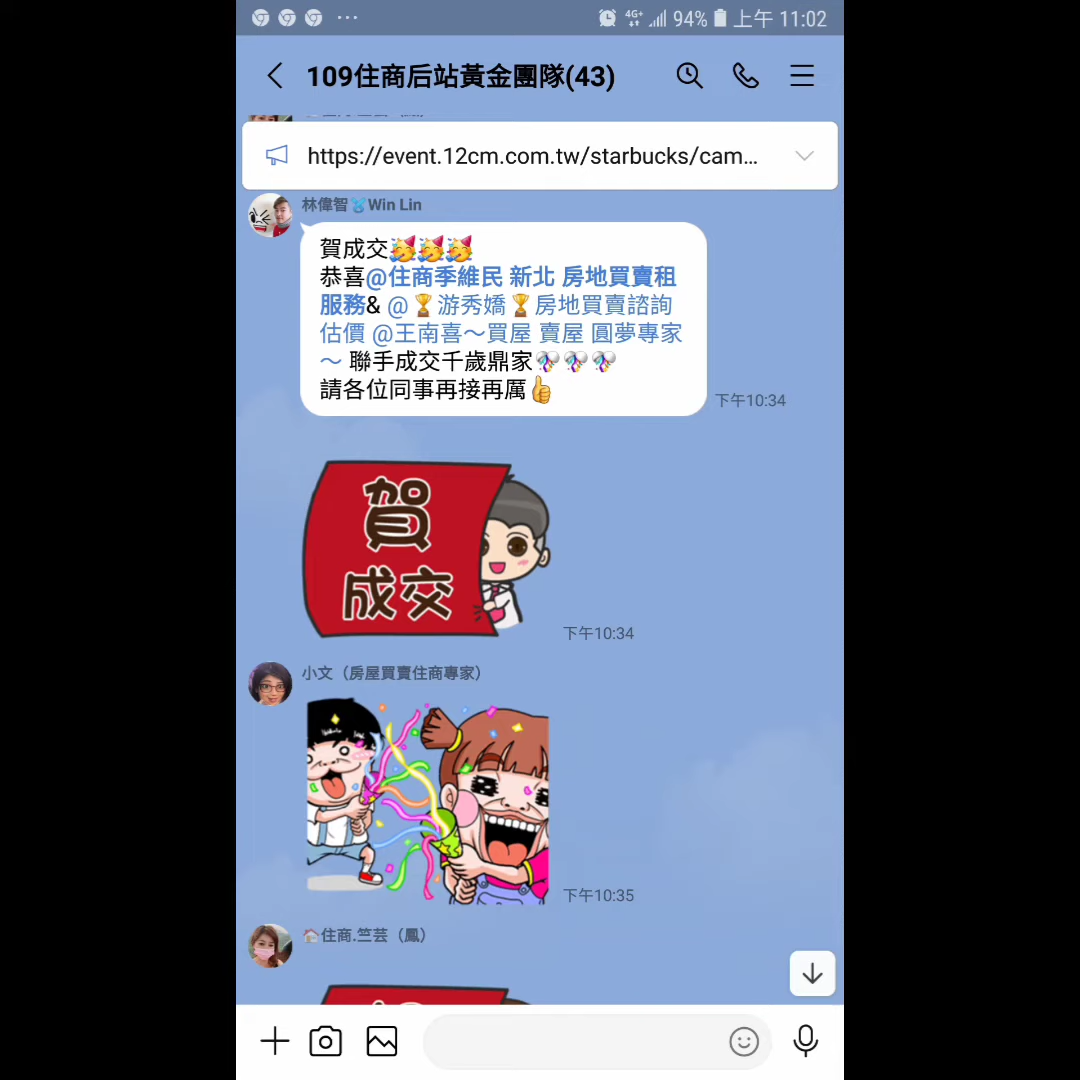 4G+ 94% 上午 11:02
109住商后站黃金團隊(43)
https://event.12cm.com.tw/starbucks/cam...
林偉智 Win Lin
賀成交🥳🥳🥳
恭喜@住商季維民 新北 房地買賣租
服務& @🏆游秀嬌🏆房地買賣諮詢
估價 @王南喜～買屋 賣屋 圓夢專家
～ 聯手成交千歲鼎家🎊🎊🎊
請各位同事再接再厲👍
下午10:34
賀
成交
下午10:34
小文（房屋買賣住商專家）
下午10:35
🏠住商.竺芸（鳳）